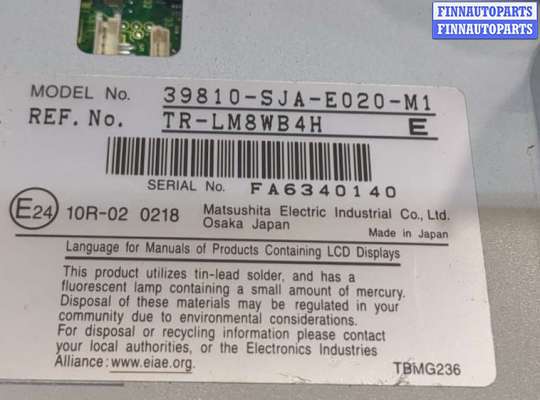 FINNAUTOPARTS
FINNAUTOPARTS
MODEL No. 39810-SJA-E020-M1
REF. No. TR-LM8WB4H E
SERIAL No. FA6340140
E24 10R-02 0218 Matsushita Electric Industrial Co., Ltd.
Osaka Japan Made in Japan
Language for Manuals of Products Containing LCD Displays
This product utilizes tin-lead solder, and has a
fluorescent lamp containing a small amount of mercury.
Disposal of these materials may be regulated in your
community due to environmental considerations.
For disposal or recycling information please contact
your local authorities, or the Electronics Industries
Alliance: www.eiae.org.
TBMG236